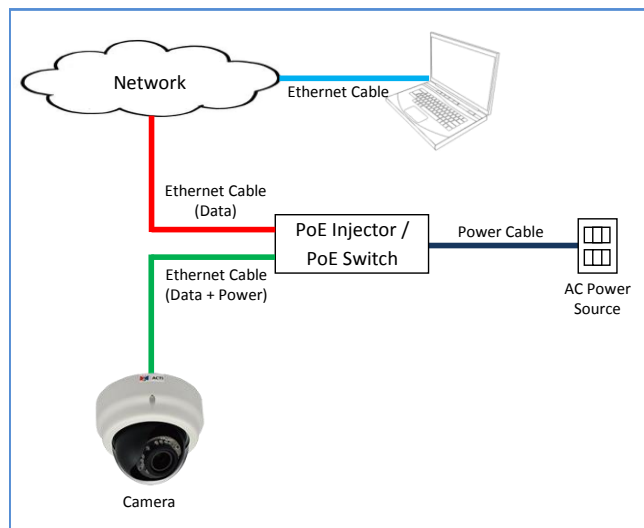 Network
Ethernet Cable
Ethernet Cable
(Data)
PoE Injector /
PoE Switch
Power Cable
Ethernet Cable
(Data + Power)
AC Power
Source
ACTi
Camera